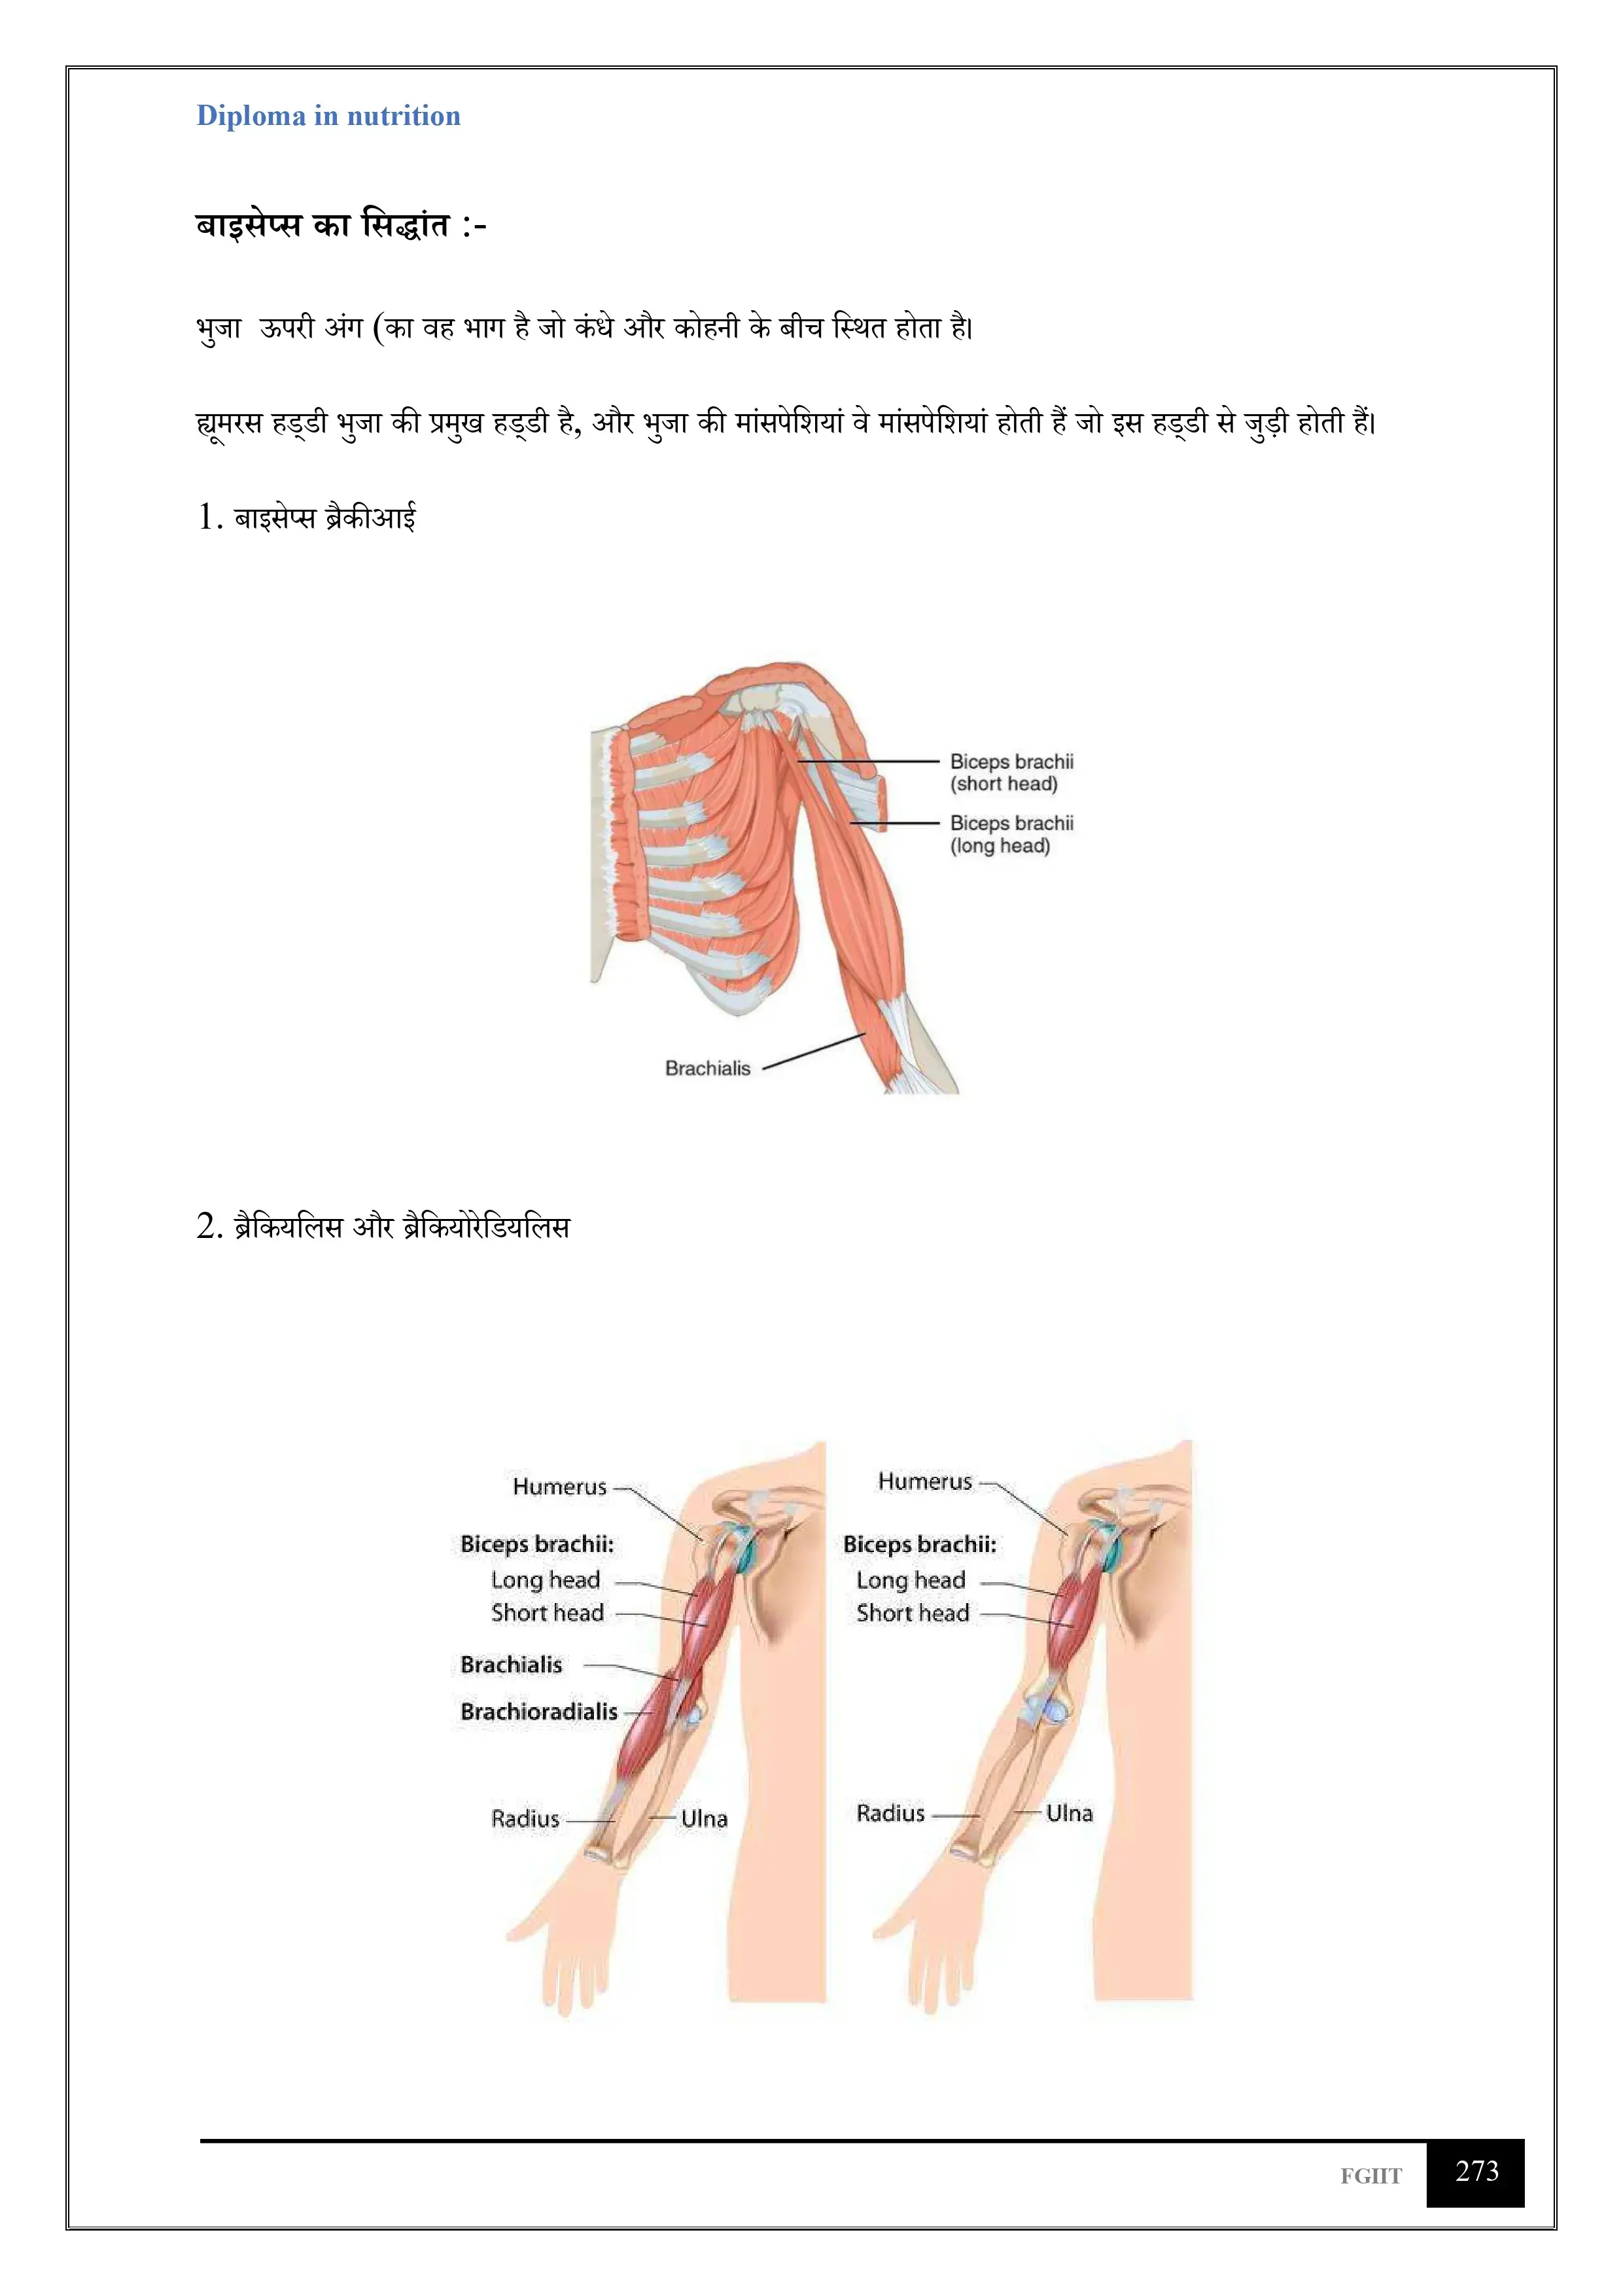 Diploma in nutrition
बाइसेप्स का सिद्धांत :-
भुजा  ऊपरी अंग (का वह भाग है जो कंधे और कोहनी के बीच स्थित होता है।
ह्यूमरस हड्डी भुजा की प्रमुख हड्डी है, और भुजा की मांसपेशियां वे मांसपेशियां होती हैं जो इस हड्डी से जुड़ी होती हैं।
1. बाइसेप्स ब्रैकीआई
Biceps brachii
(short head)
Biceps brachii
(long head)
Brachialis
2. ब्रैकियलिस और ब्रैकियोरेडियलिस
Humerus
Biceps brachii:
Long head
Short head
Brachialis
Brachioradialis
Radius
Ulna
Humerus
Biceps brachii:
Long head
Short head
Radius
Ulna
FGIIT
273